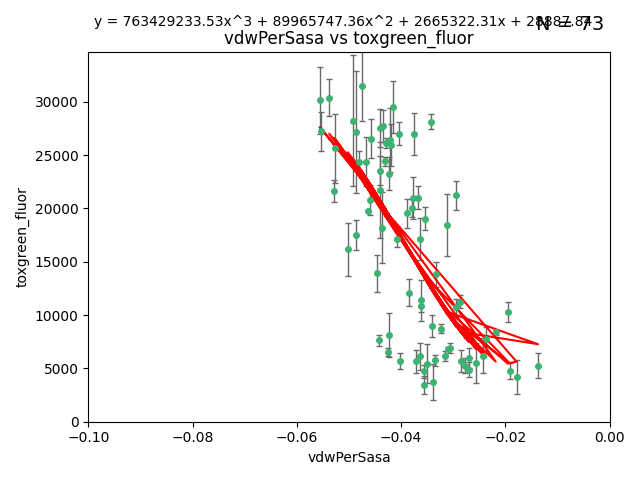 y = 763429233.53x^3 + 89965747.36x^2 + 2665322.31x + 28887.84
N = 73
vdwPerSasa vs toxgreen_fluor
30000
25000
20000
15000
10000
5000
0
toxgreen_fluor
−0.10 −0.08 −0.06 −0.04 −0.02 0.00
vdwPerSasa